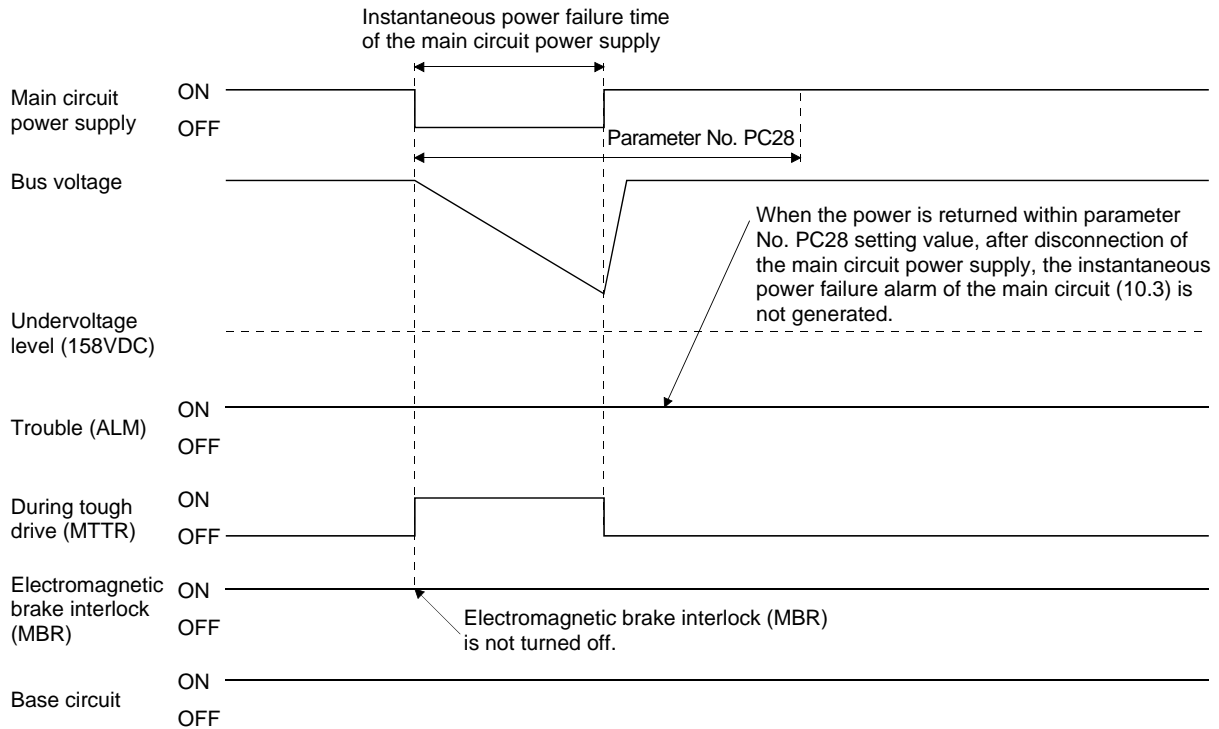 Instantaneous power failure time
of the main circuit power supply
Main circuit
power supply
ON
OFF
Parameter No. PC28
Bus voltage
When the power is returned within parameter
No. PC28 setting value, after disconnection of
the main circuit power supply, the instantaneous
power failure alarm of the main circuit (10.3) is
not generated.
Undervoltage
level (158VDC)
Trouble (ALM)
ON
OFF
During tough
drive (MTTR)
ON
OFF
Electromagnetic
brake interlock
(MBR)
ON
OFF
Electromagnetic brake interlock (MBR)
is not turned off.
Base circuit
ON
OFF